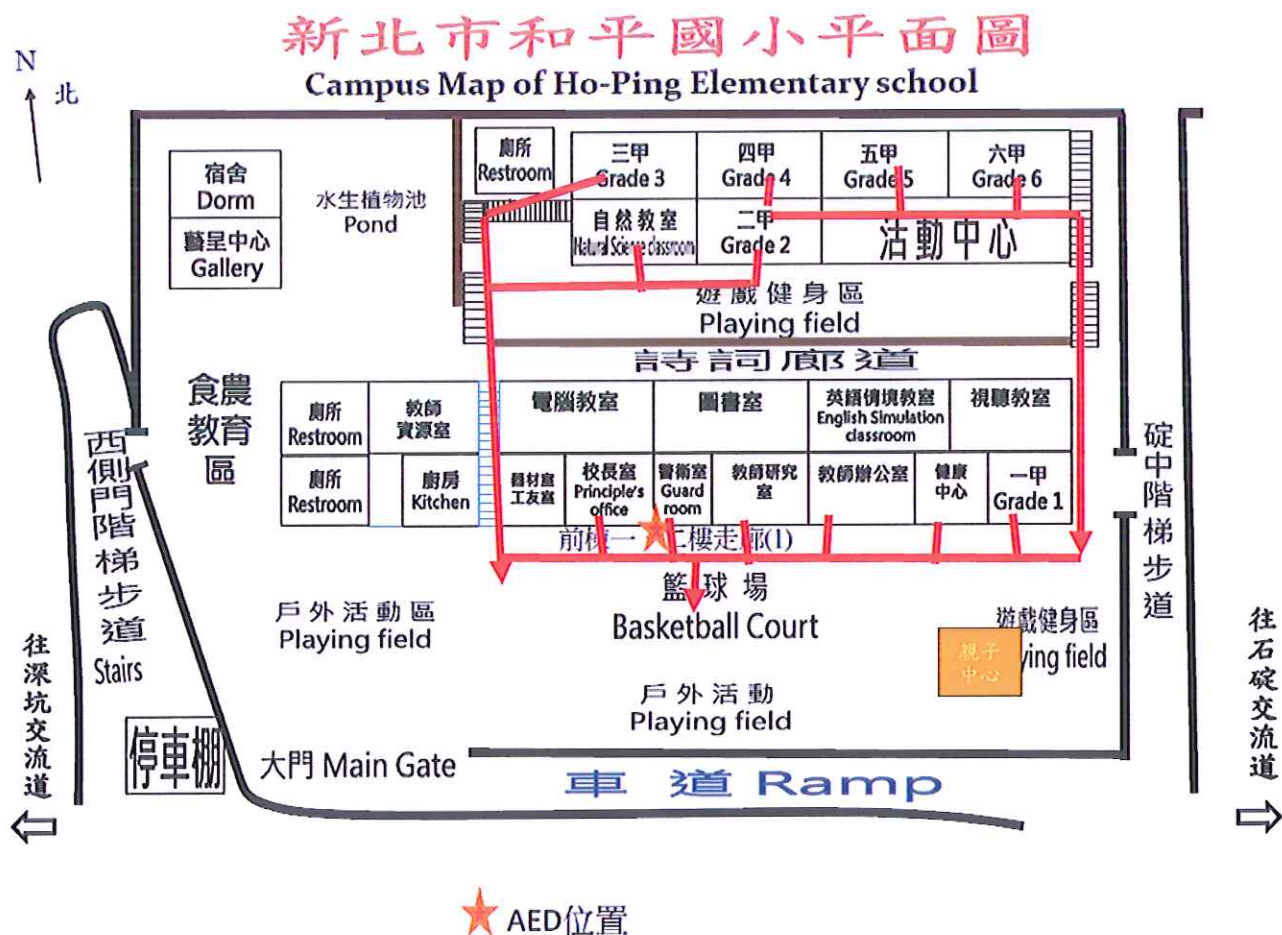 新北市和平國小平面圖
Campus Map of Ho-Ping Elementary school
N
北
宿舍
Dorm
藝呈中心
Gallery
水生植物池
Pond
廁所
Restroom
三甲
Grade 3
四甲
Grade 4
五甲
Grade 5
六甲
Grade 6
自然教室
Natural Science classroom
二甲
Grade 2
活動中心
遊戲健身區
Playing field
詩詞廊道
食農
教育
區
廁所
Restroom
教師
資源室
電腦教室
圖書室
英語情境教室
English Simulation
classroom
視聽教室
廁所
Restroom
廚房
Kitchen
器材室
工友室
校長室
Principle's
office
警衛室
Guard
room
教師研究
室
教師辦公室
健康
中心
一甲
Grade 1
前棟一
二樓走廊(1)
籃球場
Basketball Court
戶外活動區
Playing field
遊戲健身區
ying field
親子
中心
戶外活動
Playing field
西側門階梯步道
Stairs
碇中階梯步道
往深坑交流道
往石碇交流道
停車棚
大門 Main Gate
車道 Ramp
AED位置